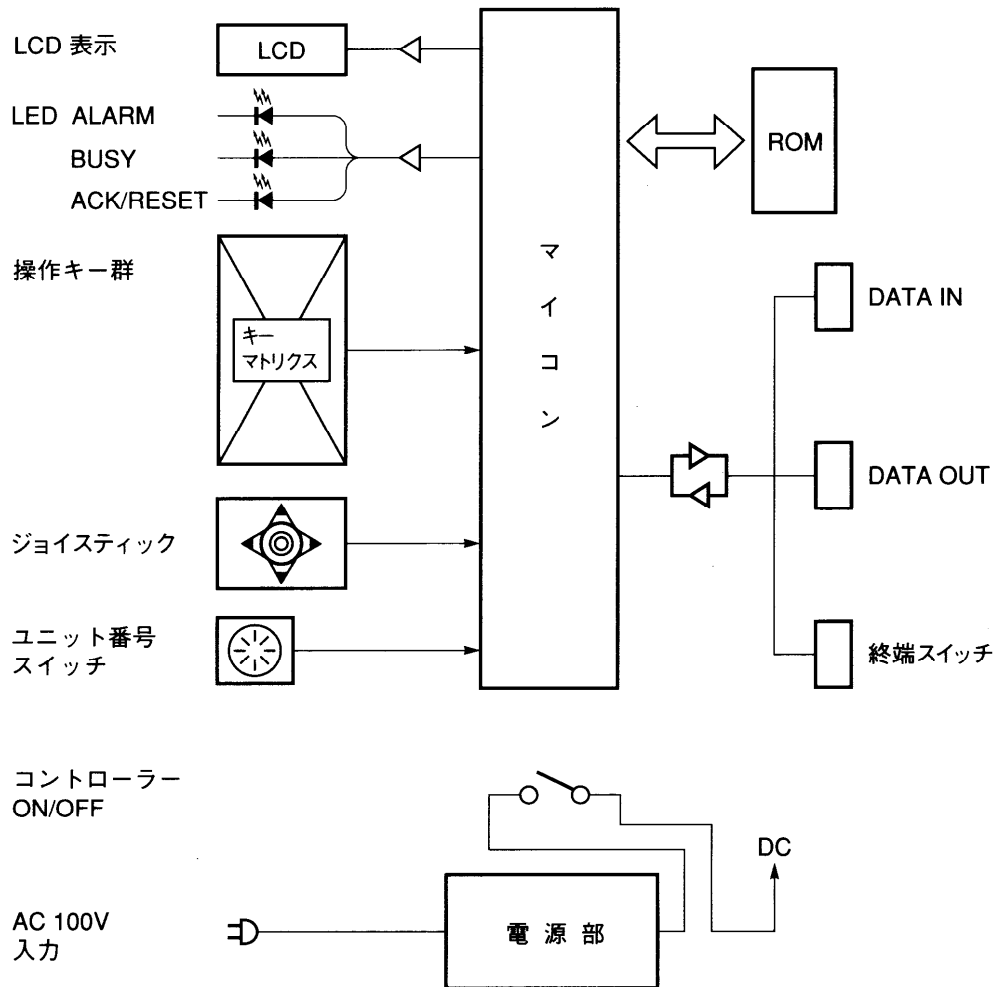 LCD 表示
LCD
LED ALARM
BUSY
ACK/RESET
操作キー群
キー
マトリクス
ジョイスティック
ユニット番号
スイッチ
マイコン
ROM
DATA IN
DATA OUT
終端スイッチ
コントローラー
ON/OFF
DC
AC 100V
入力
電源部